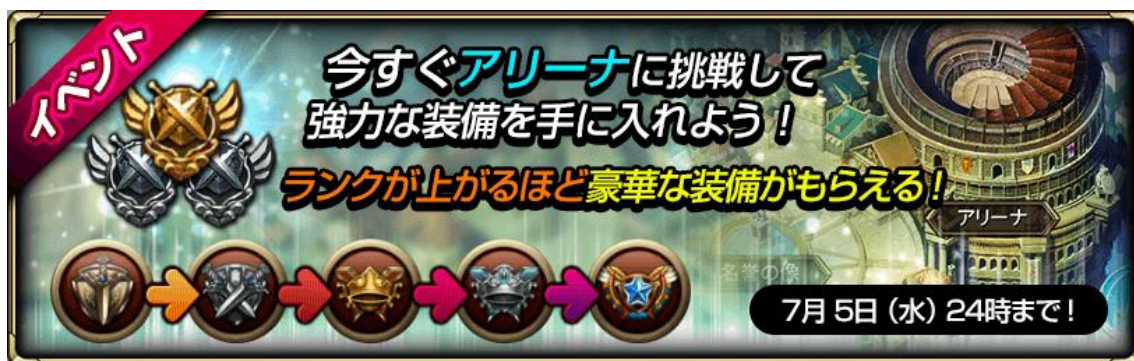 イベント
今すぐアリーナに挑戦して
強力な装備を手に入れよう！
ランクが上がるほど豪華な装備がもらえる！
アリーナ
名誉の像
7月5日（水）24時まで！